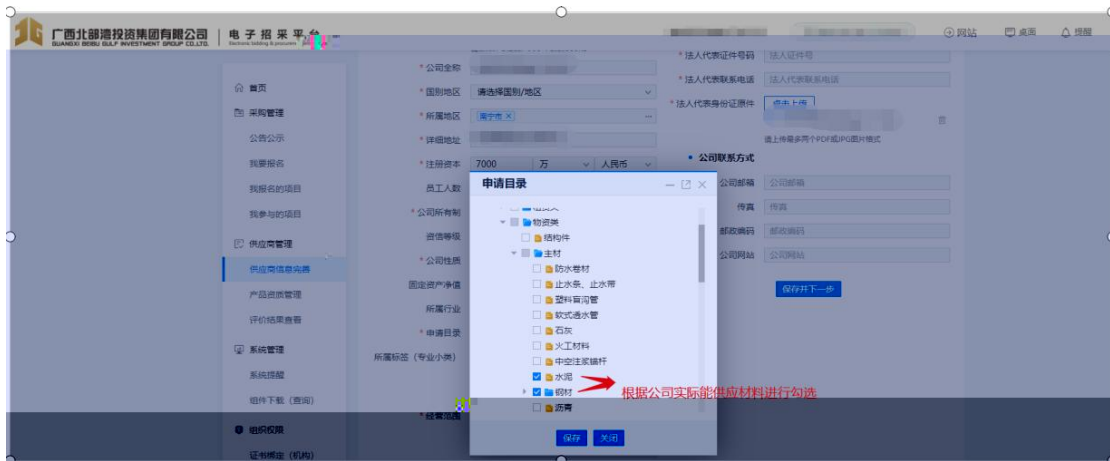 广西北部湾投资集团有限公司
GUANGXI BEIBU GULF INVESTMENT GROUP CO.,LTD.
电子招采平台
网站
桌面
提醒
首页
采购管理
公告公示
我要报名
我报名的项目
我参与的项目
供应商管理
供应商信息完善
产品资质管理
评价结果查看
系统管理
系统提醒
组件下载（查询）
组织权限
证书绑定（机构）
* 公司全称
* 国别地区 请选择国别/地区
* 所属地区 南宁市 ×
* 详细地址
* 注册资本 7000 万 人民币
员工人数
* 公司所有制
资信等级
* 公司性质
固定资产净值
所属行业
* 申请目录
所属标签（专业小类）
* 经营范围
* 法人代表证件号码 法人证件号
* 法人代表联系电话 法人代表联系电话
* 法人代表身份证原件 点击上传
请上传最多两个PDF或JPG图片格式
• 公司联系方式
公司邮箱 公司邮箱
传真 传真
邮政编码 邮政编码
公司网站 公司网站
保存并下一步
申请目录
物资类
结构件
主材
防水卷材
止水条、止水带
塑料盲沟管
软式透水管
石灰
火工材料
中空注浆锚杆
水泥
钢材
沥青
根据公司实际能供应材料进行勾选
保存 关闭